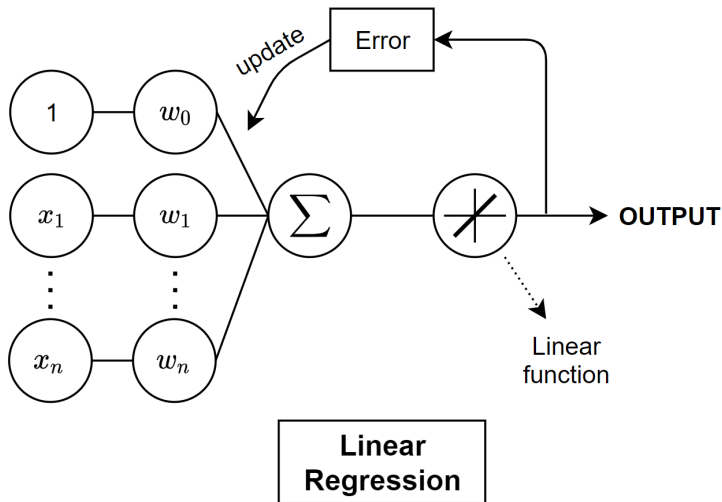 update
Error
1
w₀
x₁
w₁
∑
OUTPUT
xₙ
wₙ
Linear
function
Linear
Regression